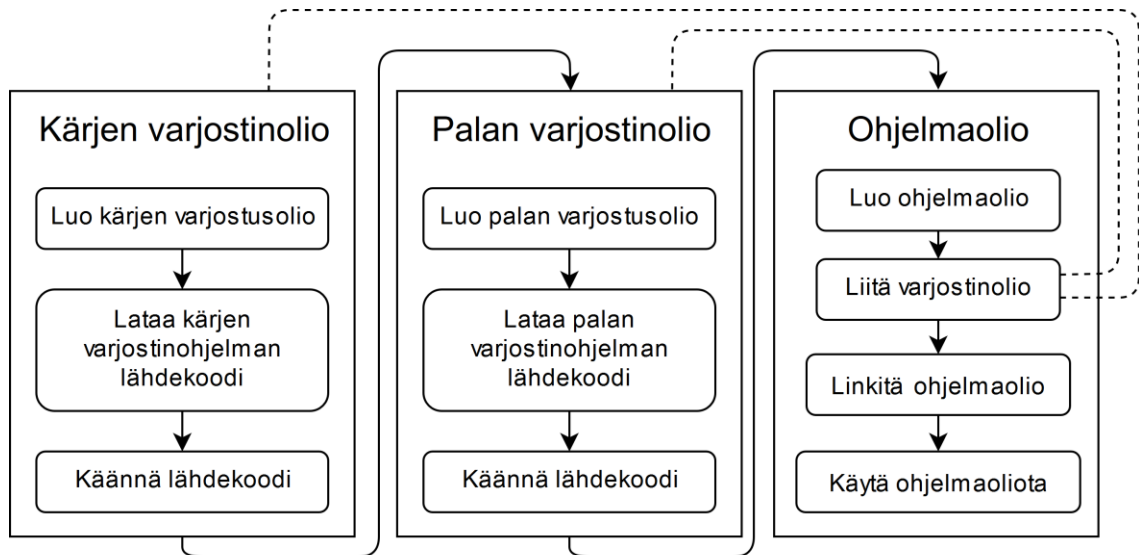 Kärjen varjostinolio
Luo kärjen varjostusolio
Lataa kärjen
varjostinohjelman
lähdekoodi
Käännä lähdekoodi
Palan varjostinolio
Luo palan varjostusolio
Lataa palan
varjostinohjelman
lähdekoodi
Käännä lähdekoodi
Ohjelmaolio
Luo ohjelmaolio
Liitä varjostinolio
Linkitä ohjelmaolio
Käytä ohjelmaoliota